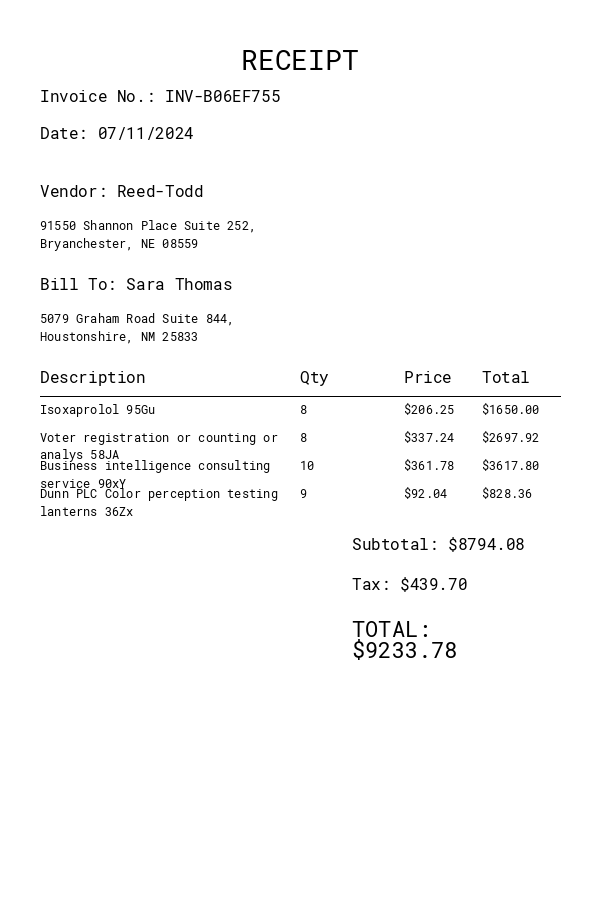 RECEIPT
Invoice No.: INV-B06EF755
Date: 07/11/2024
Vendor: Reed-Todd
91550 Shannon Place Suite 252,
Bryanchester, NE 08559
Bill To: Sara Thomas
5079 Graham Road Suite 844,
Houstonshire, NM 25833
Description Qty Price Total
Isoxaprolol 95Gu 8 $206.25 $1650.00
Voter registration or counting or 8 $337.24 $2697.92
analys 58JA
Business intelligence consulting 10 $361.78 $3617.80
service 90xY
Dunn PLC Color perception testing 9 $92.04 $828.36
lanterns 36Zx
Subtotal: $8794.08
Tax: $439.70
TOTAL:
$9233.78